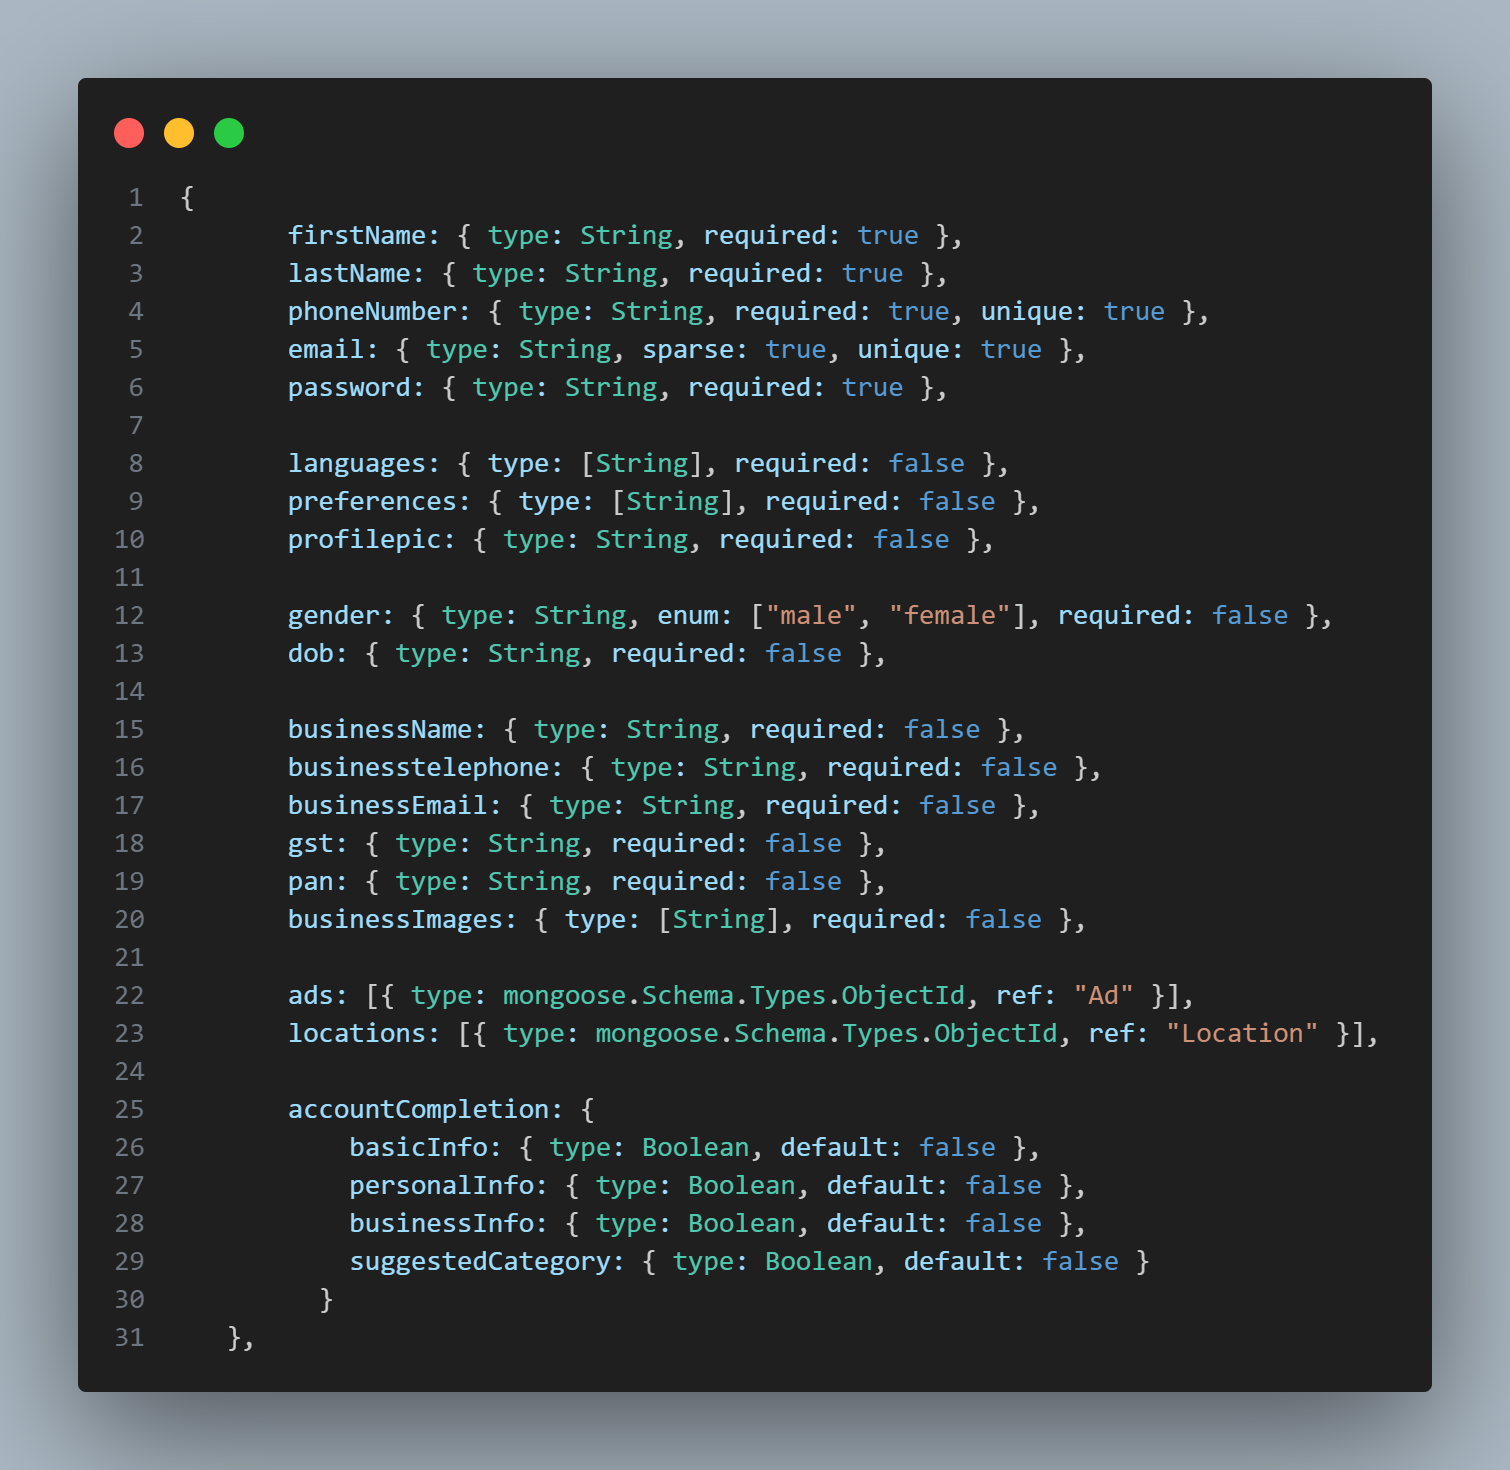 1 {
2 firstName: { type: String, required: true },
3 lastName: { type: String, required: true },
4 phoneNumber: { type: String, required: true, unique: true },
5 email: { type: String, sparse: true, unique: true },
6 password: { type: String, required: true },
7
8 languages: { type: [String], required: false },
9 preferences: { type: [String], required: false },
10 profilepic: { type: String, required: false },
11
12 gender: { type: String, enum: ["male", "female"], required: false },
13 dob: { type: String, required: false },
14
15 businessName: { type: String, required: false },
16 businesstelephone: { type: String, required: false },
17 businessEmail: { type: String, required: false },
18 gst: { type: String, required: false },
19 pan: { type: String, required: false },
20 businessImages: { type: [String], required: false },
21
22 ads: [{ type: mongoose.Schema.Types.ObjectId, ref: "Ad" }],
23 locations: [{ type: mongoose.Schema.Types.ObjectId, ref: "Location" }],
24
25 accountCompletion: {
26 basicInfo: { type: Boolean, default: false },
27 personalInfo: { type: Boolean, default: false },
28 businessInfo: { type: Boolean, default: false },
29 suggestedCategory: { type: Boolean, default: false }
30 }
31 },